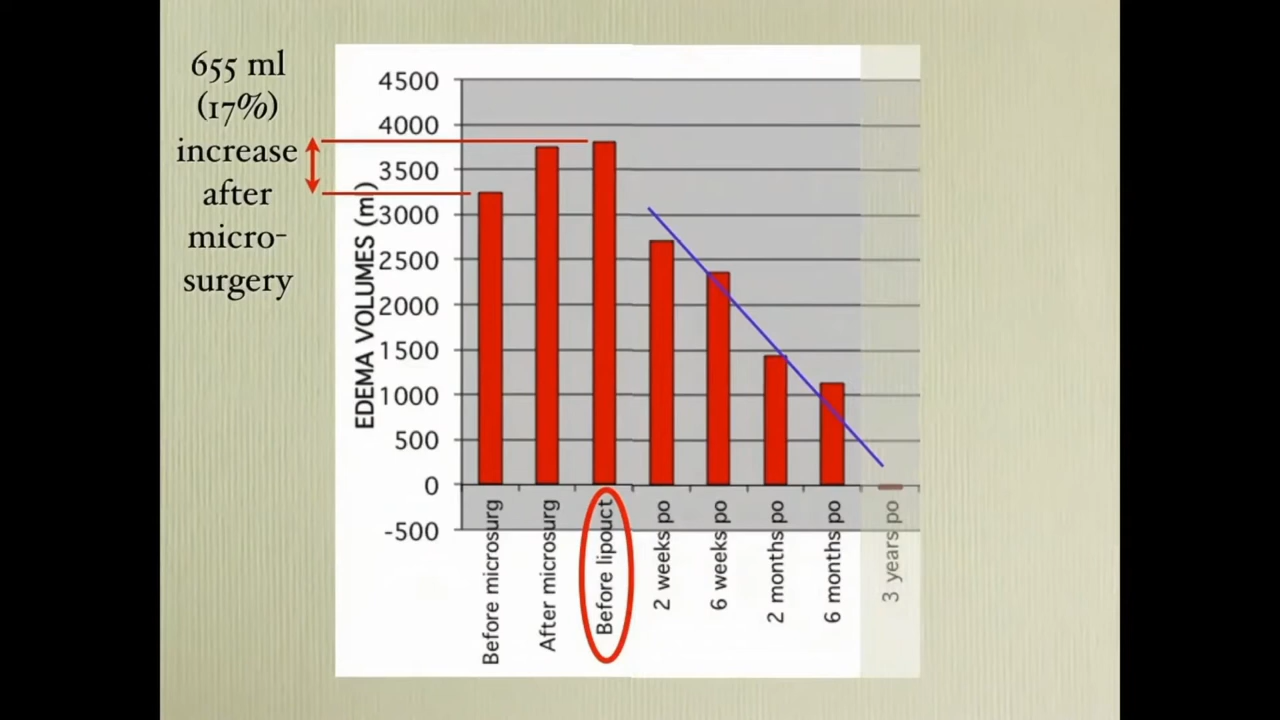 655 ml
(17%)
increase
after
micro-
surgery
EDEMA VOLUMES (ml)
4500
4000
3500
3000
2500
2000
1500
1000
500
0
-500
Before microsurg
After microsurg
Before lipouct
2 weeks po
6 weeks po
2 months po
6 months po
3 years po